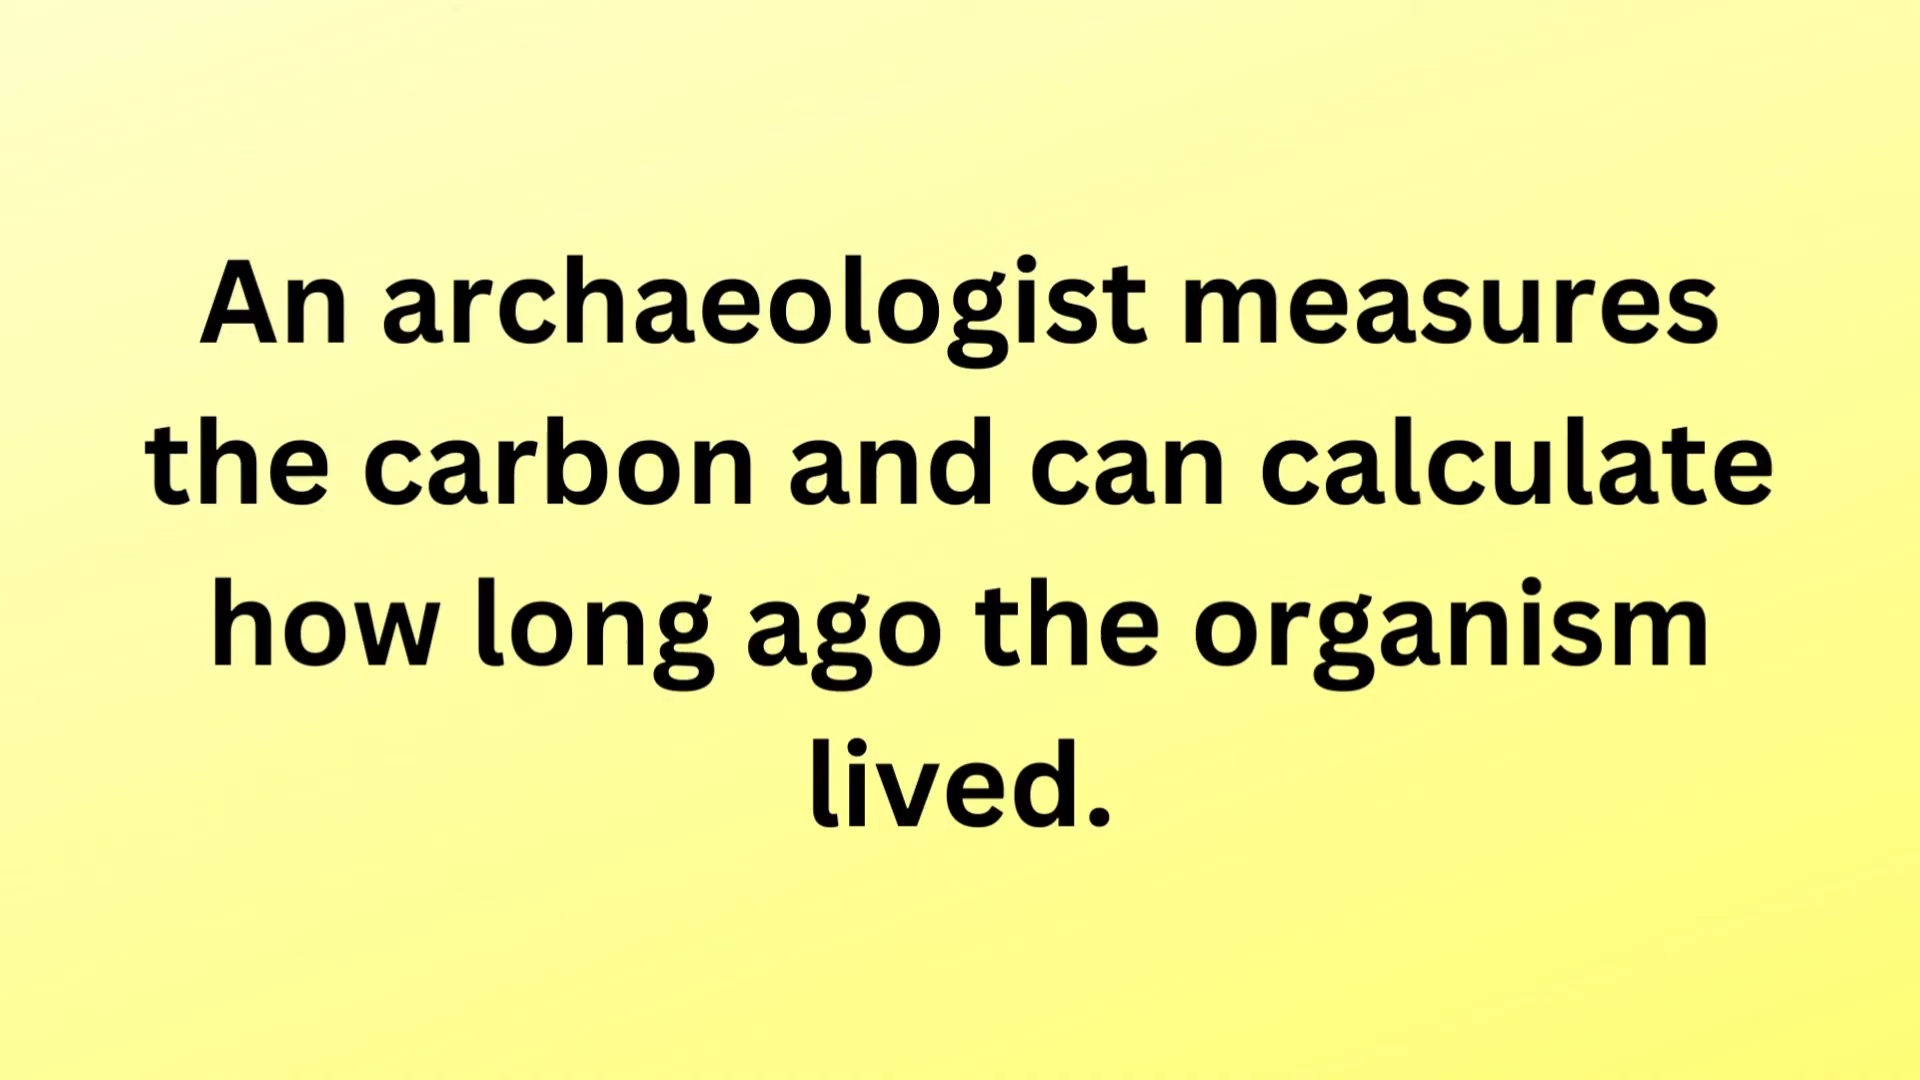 An archaeologist measures
the carbon and can calculate
how long ago the organism
lived.